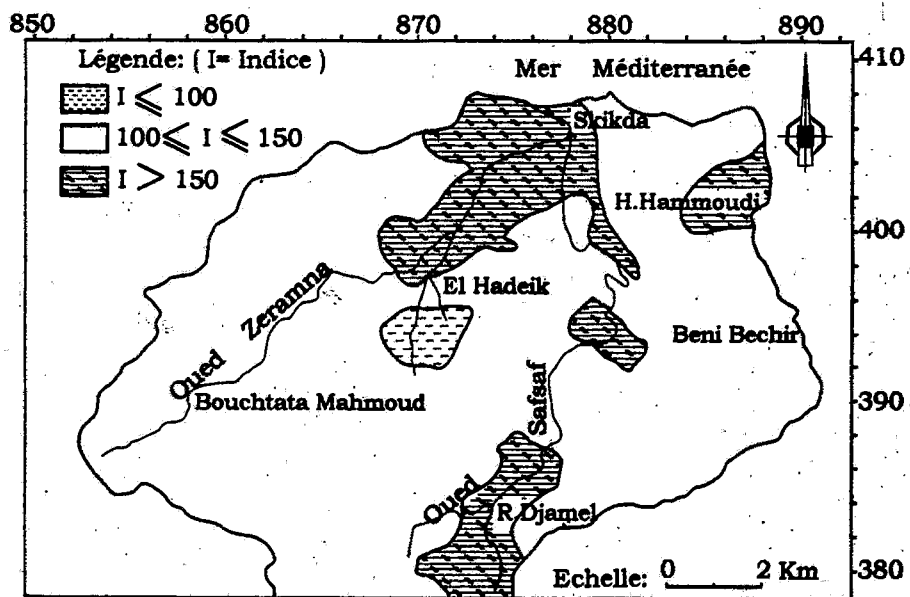 850 860 870 880 890
410
Légende: ( I= Indice )
I ⩽ 100
100⩽ I ⩽ 150
I > 150
Mer Méditerranée
Skikda
H.Hammoudi
400
El Hadeik
Oued Zeramna
Beni Bechir
Bouchtata Mahmoud
390
Oued Safsaf
R.Djamel
380
Echelle: 0 2 Km